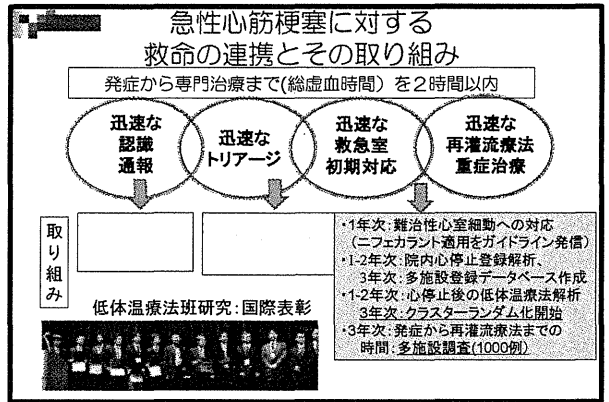 急性心筋梗塞に対する
救命の連携とその取り組み
発症から専門治療まで(総虚血時間）を２時間以内
迅速な
認識
通報
迅速な
トリアージ
迅速な
救急室
初期対応
迅速な
再灌流療法
重症治療
取り組み
・1年次:難治性心室細動への対応
（ニフェカラント適用をガイドライン発信）
・1-2年次:院内心停止登録解析、
3年次:多施設登録データベース作成
・1-2年次:心停止後の低体温療法解析
3年次:クラスターランダム化開始
・3年次:発症から再灌流療法までの
時間:多施設調査(1000例)
低体温療法班研究:国際表彰